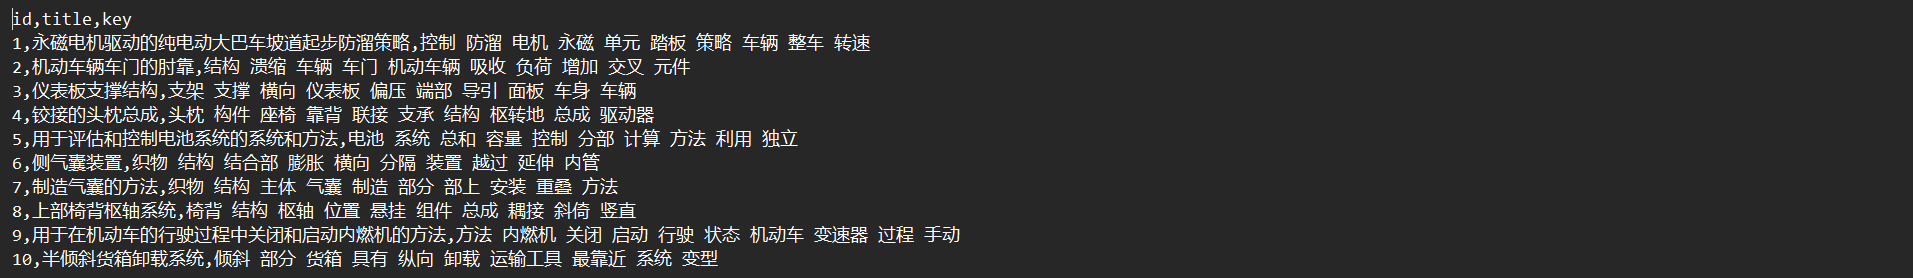 id,title,key
1,永磁电机驱动的纯电动大巴车坡道起步防溜策略,控制 防溜 电机 永磁 单元 踏板 策略 车辆 整车 转速
2,机动车辆车门的肘靠,结构 溃缩 车辆 车门 机动车辆 吸收 负荷 增加 交叉 元件
3,仪表板支撑结构,支架 支撑 横向 仪表板 偏压 端部 导引 面板 车身 车辆
4,铰接的头枕总成,头枕 构件 座椅 靠背 联接 支承 结构 枢转地 总成 驱动器
5,用于评估和控制电池系统的系统和方法,电池 系统 总和 容量 控制 分部 计算 方法 利用 独立
6,侧气囊装置,织物 结构 结合部 膨胀 横向 分隔 装置 越过 延伸 内管
7,制造气囊的方法,织物 结构 主体 气囊 制造 部分 部上 安装 重叠 方法
8,上部椅背枢轴系统,椅背 结构 枢轴 位置 悬挂 组件 总成 耦接 斜倚 竖直
9,用于在机动车的行驶过程中关闭和启动内燃机的方法,方法 内燃机 关闭 启动 行驶 状态 机动车 变速器 过程 手动
10,半倾斜货箱卸载系统,倾斜 部分 货箱 具有 纵向 卸载 运输工具 最靠近 系统 变型